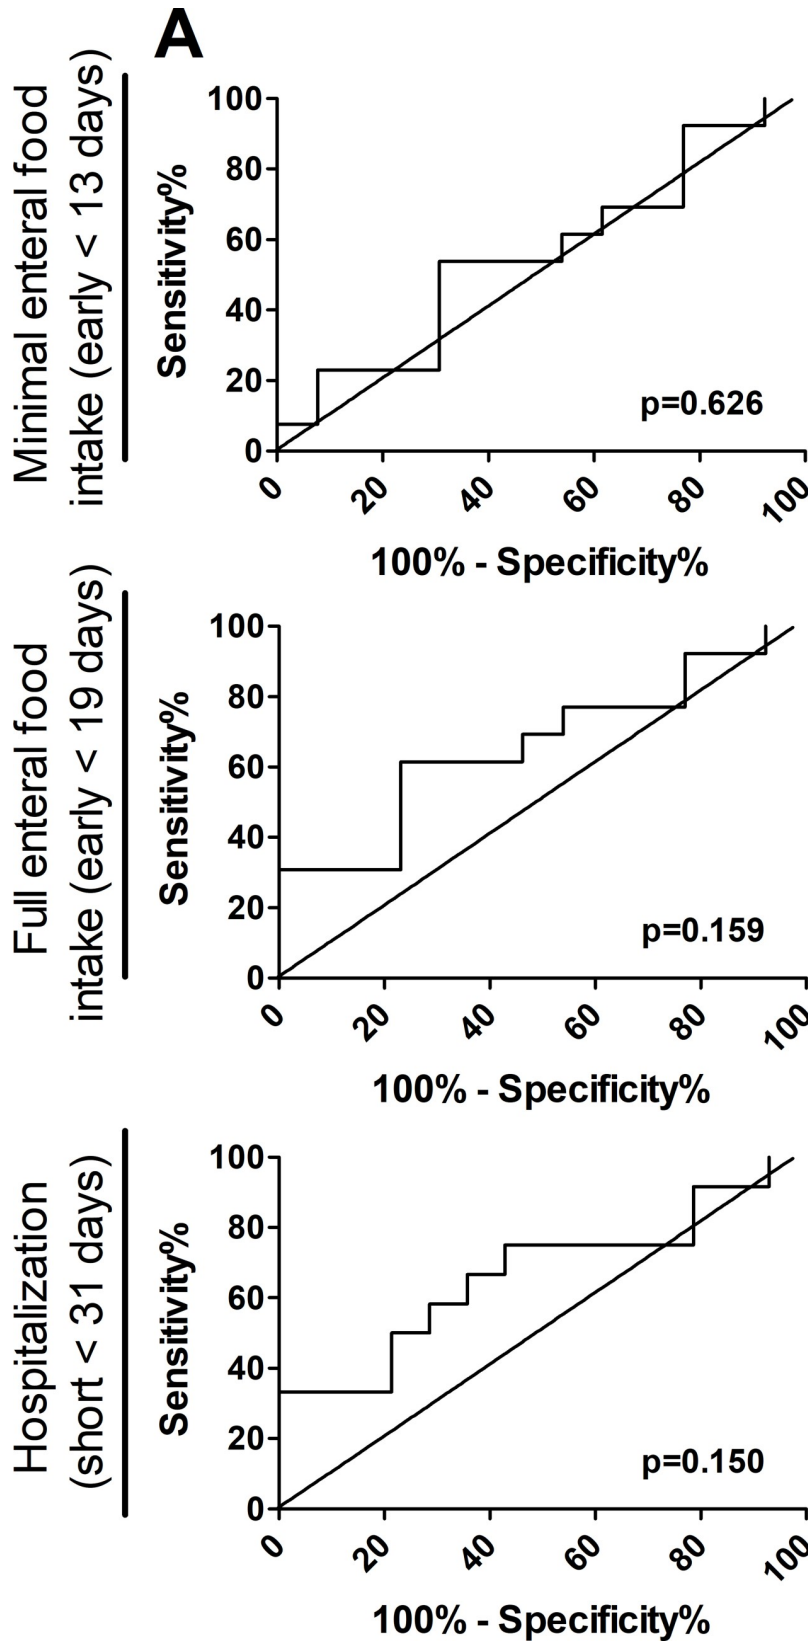 A
Minimal enteral food
intake (early < 13 days)
Sensitivity%
100
80
60
40
20
0
p=0.626
0 20 40 60 80 100
100% - Specificity%
Full enteral food
intake (early < 19 days)
Sensitivity%
100
80
60
40
20
0
p=0.159
0 20 40 60 80 100
100% - Specificity%
Hospitalization
(short < 31 days)
Sensitivity%
100
80
60
40
20
0
p=0.150
0 20 40 60 80 100
100% - Specificity%